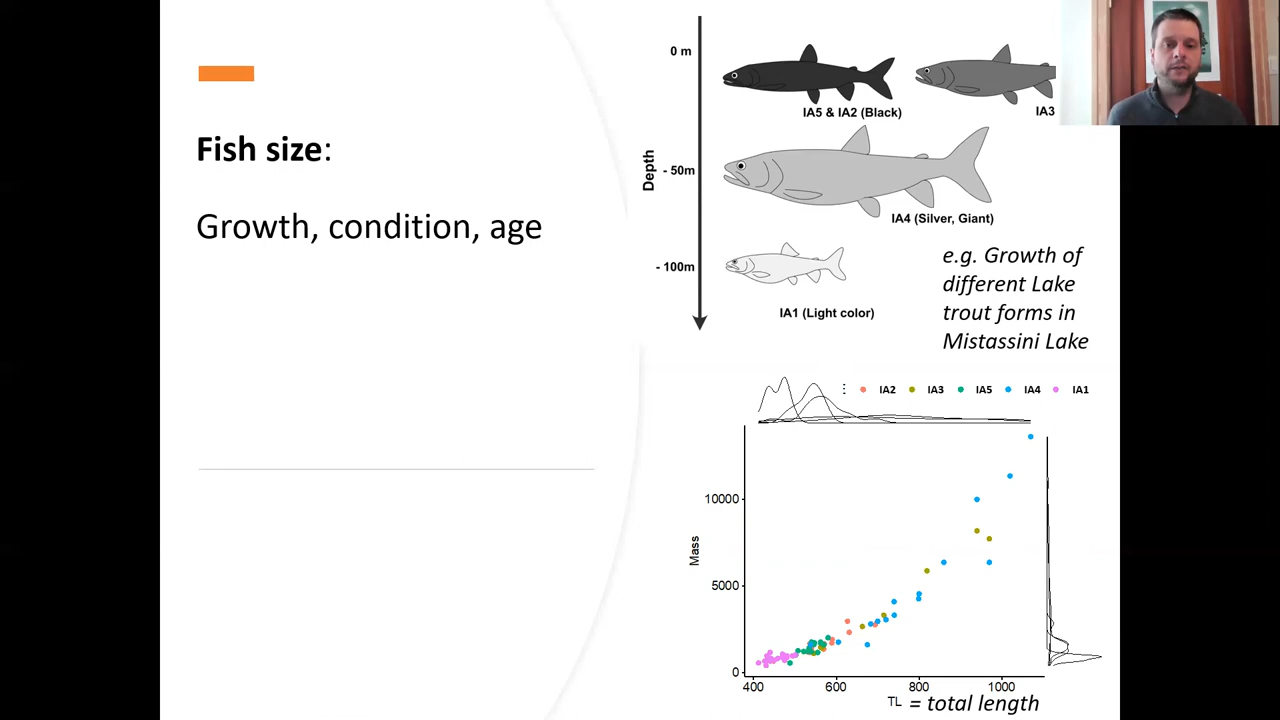 Fish size:
Growth, condition, age
0 m
IA5 & IA2 (Black)
IA3
Depth
- 50m
IA4 (Silver, Giant)
- 100m
IA1 (Light color)
e.g. Growth of
different Lake
trout forms in
Mistassini Lake
IA2 IA3 IA5 IA4 IA1
10000
Mass
5000
0
400 600 800 1000
TL = total length